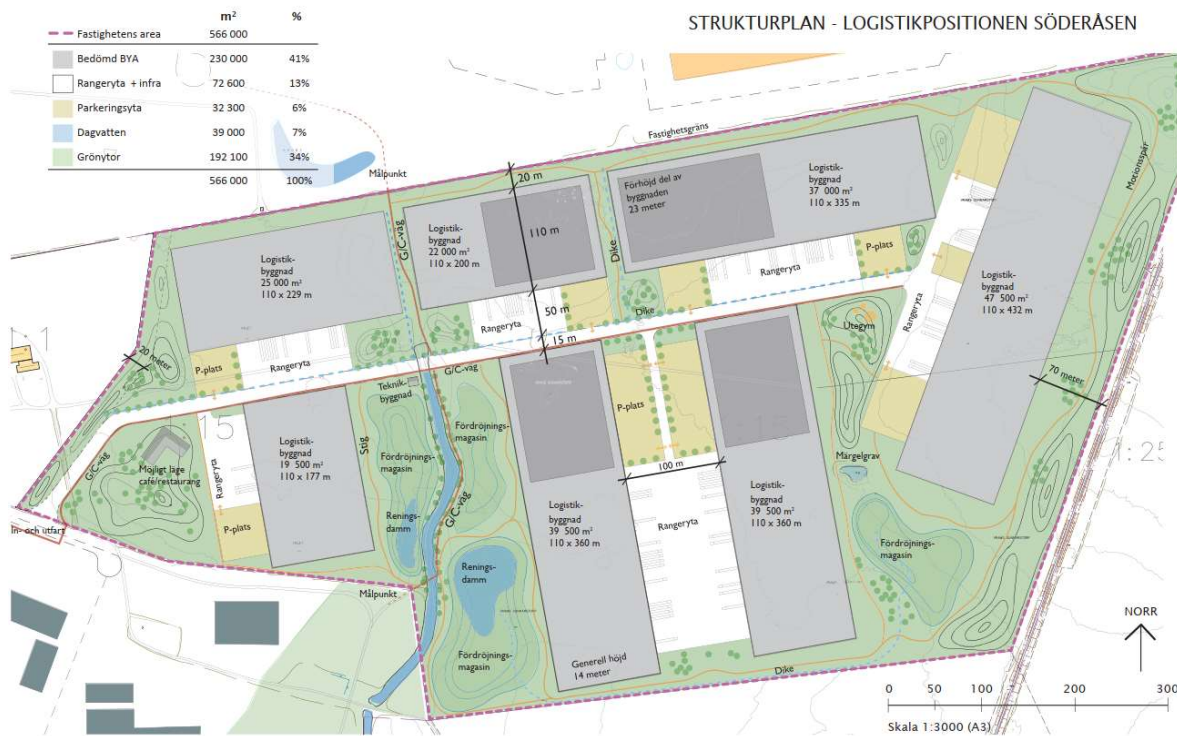 STRUKTURPLAN - LOGISTIKPOSITIONEN SÖDERÅSEN
m² %
Fastighetens area 566 000
Bedömd BYA 230 000 41%
Rangeryta + infra 72 600 13%
Parkeringsyta 32 300 6%
Dagvatten 39 000 7%
Grönytor 192 100 34%
566 000 100%
Målpunkt
Fastighetsgräns
20 m
Motionsspår
Logistik-
byggnad
25 000 m²
110 x 229 m
G/C-väg
Logistik-
byggnad
22 000 m²
110 x 200 m
110 m
Dike
Förhöjd del av
byggnaden
23 meter
Logistik-
byggnad
37 000 m²
110 x 335 m
P-plats
Rangeryta
Logistik-
byggnad
47 500 m²
110 x 432 m
Rangeryta
20 meter
P-plats
Rangeryta
Rangeryta
50 m
15 m
Dike
Utegym
70 meter
G/C-väg
Teknik-
byggnad
G/C-väg
Möjligt läge
café/restaurang
Rangeryta
P-plats
Logistik-
byggnad
19 500 m²
110 x 177 m
Stig
Fördröjnings-
magasin
Fördröjnings-
magasin
Renings-
damm
G/C-väg
P-plats
100 m
Logistik-
byggnad
39 500 m²
110 x 360 m
Rangeryta
Logistik-
byggnad
39 500 m²
110 x 360 m
Märgelgrav
Fördröjnings-
magasin
1:25
15
In- och utfart
Målpunkt
Renings-
damm
Fördröjnings-
magasin
Generell höjd
14 meter
Dike
NORR
0 50 100 200 300
Skala 1:3000 (A3)